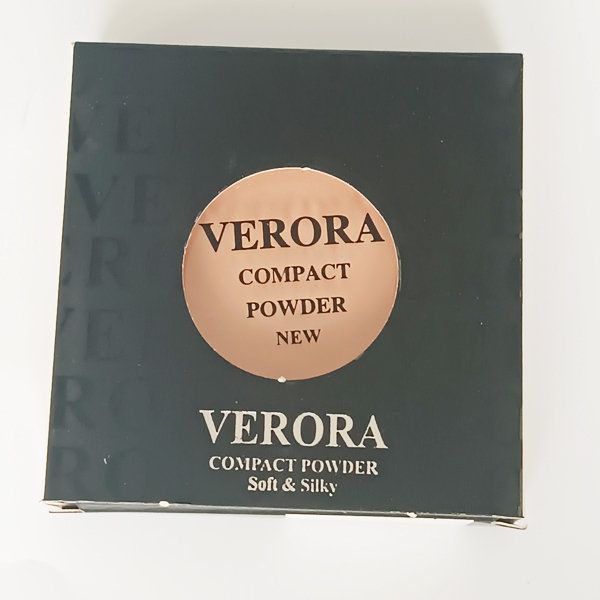 VERORA
COMPACT
POWDER
NEW
VERORA
COMPACT POWDER
Soft & Silky